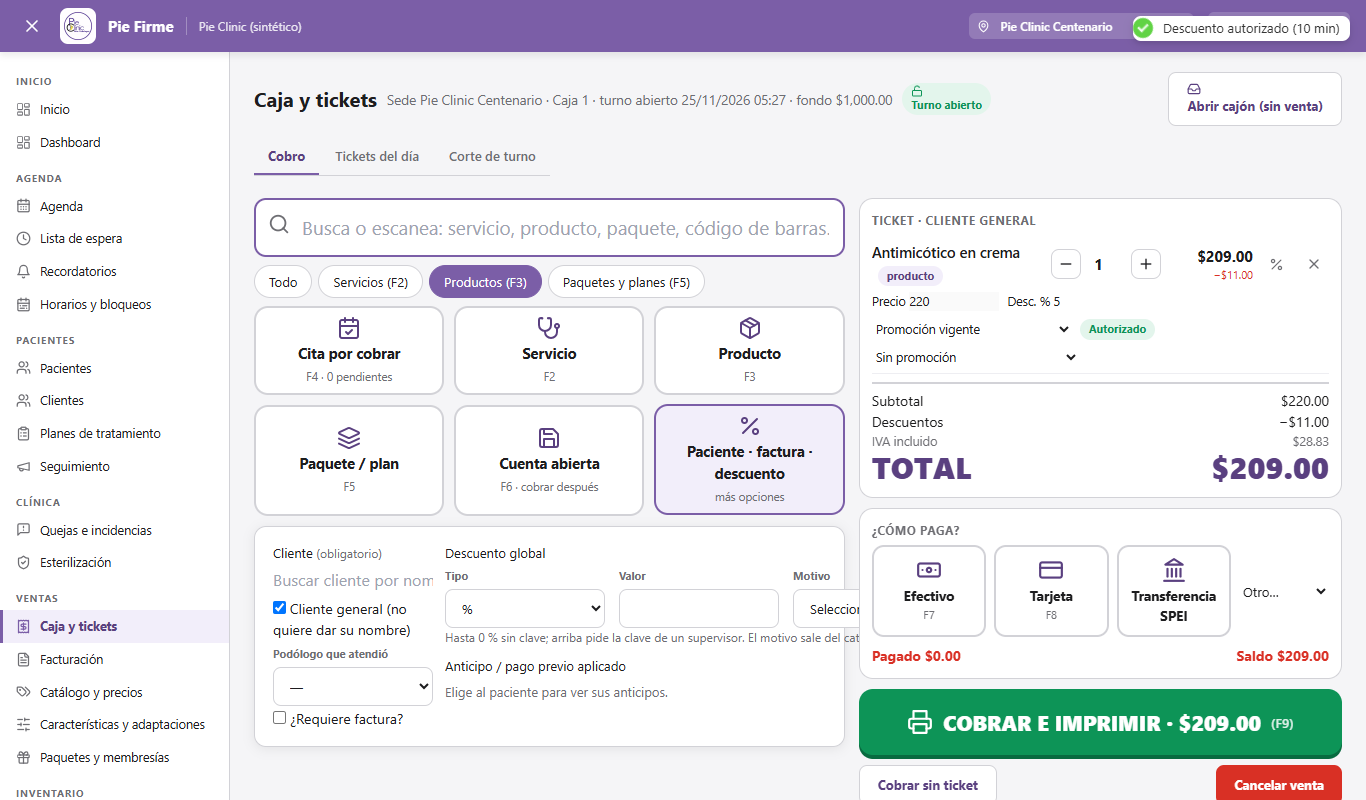 Pie Firme
Pie Clinic (sintético)
Pie Clinic Centenario
Descuento autorizado (10 min)
INICIO
Inicio
Dashboard
AGENDA
Agenda
Lista de espera
Recordatorios
Horarios y bloqueos
PACIENTES
Pacientes
Clientes
Planes de tratamiento
Seguimiento
CLÍNICA
Quejas e incidencias
Esterilización
VENTAS
Caja y tickets
Facturación
Catálogo y precios
Características y adaptaciones
Paquetes y membresías
INVENTARIO
Caja y tickets
Sede Pie Clinic Centenario · Caja 1 · turno abierto 25/11/2026 05:27 · fondo $1,000.00
Turno abierto
Abrir cajón (sin venta)
Cobro
Tickets del día
Corte de turno
Busca o escanea: servicio, producto, paquete, código de barras.
Todo
Servicios (F2)
Productos (F3)
Paquetes y planes (F5)
Cita por cobrar
F4 · 0 pendientes
Servicio
F2
Producto
F3
Paquete / plan
F5
Cuenta abierta
F6 · cobrar después
Paciente · factura ·
descuento
más opciones
Cliente (obligatorio)
Buscar cliente por nom
Cliente general (no
quiere dar su nombre)
Podólogo que atendió
—
¿Requiere factura?
Descuento global
Tipo
Valor
Motivo
%
Seleccion
Hasta 0 % sin clave; arriba pide la clave de un supervisor. El motivo sale del cat
Anticipo / pago previo aplicado
Elige al paciente para ver sus anticipos.
TICKET · CLIENTE GENERAL
Antimicótico en crema
producto
− 1 +
$209.00
−$11.00
%
Precio 220
Desc. % 5
Promoción vigente
Autorizado
Sin promoción
Subtotal $220.00
Descuentos −$11.00
IVA incluido $28.83
TOTAL $209.00
¿CÓMO PAGA?
Efectivo
F7
Tarjeta
F8
Transferencia
SPEI
Otro...
Pagado $0.00
Saldo $209.00
COBRAR E IMPRIMIR · $209.00 (F9)
Cobrar sin ticket
Cancelar venta